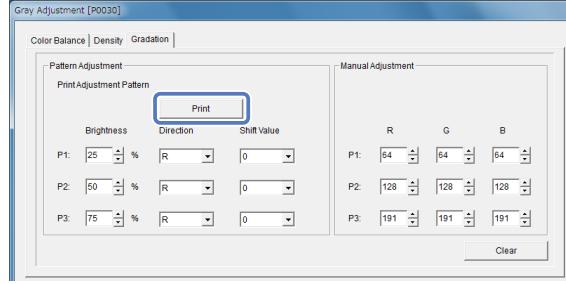 Gray Adjustment [P0030]
Color Balance Density Gradation
Pattern Adjustment Manual Adjustment
Print Adjustment Pattern
Print
Brightness Direction Shift Value R G B
P1: 25 % R 0 P1: 64 64 64
P2: 50 % R 0 P2: 128 128 128
P3: 75 % R 0 P3: 191 191 191
Clear